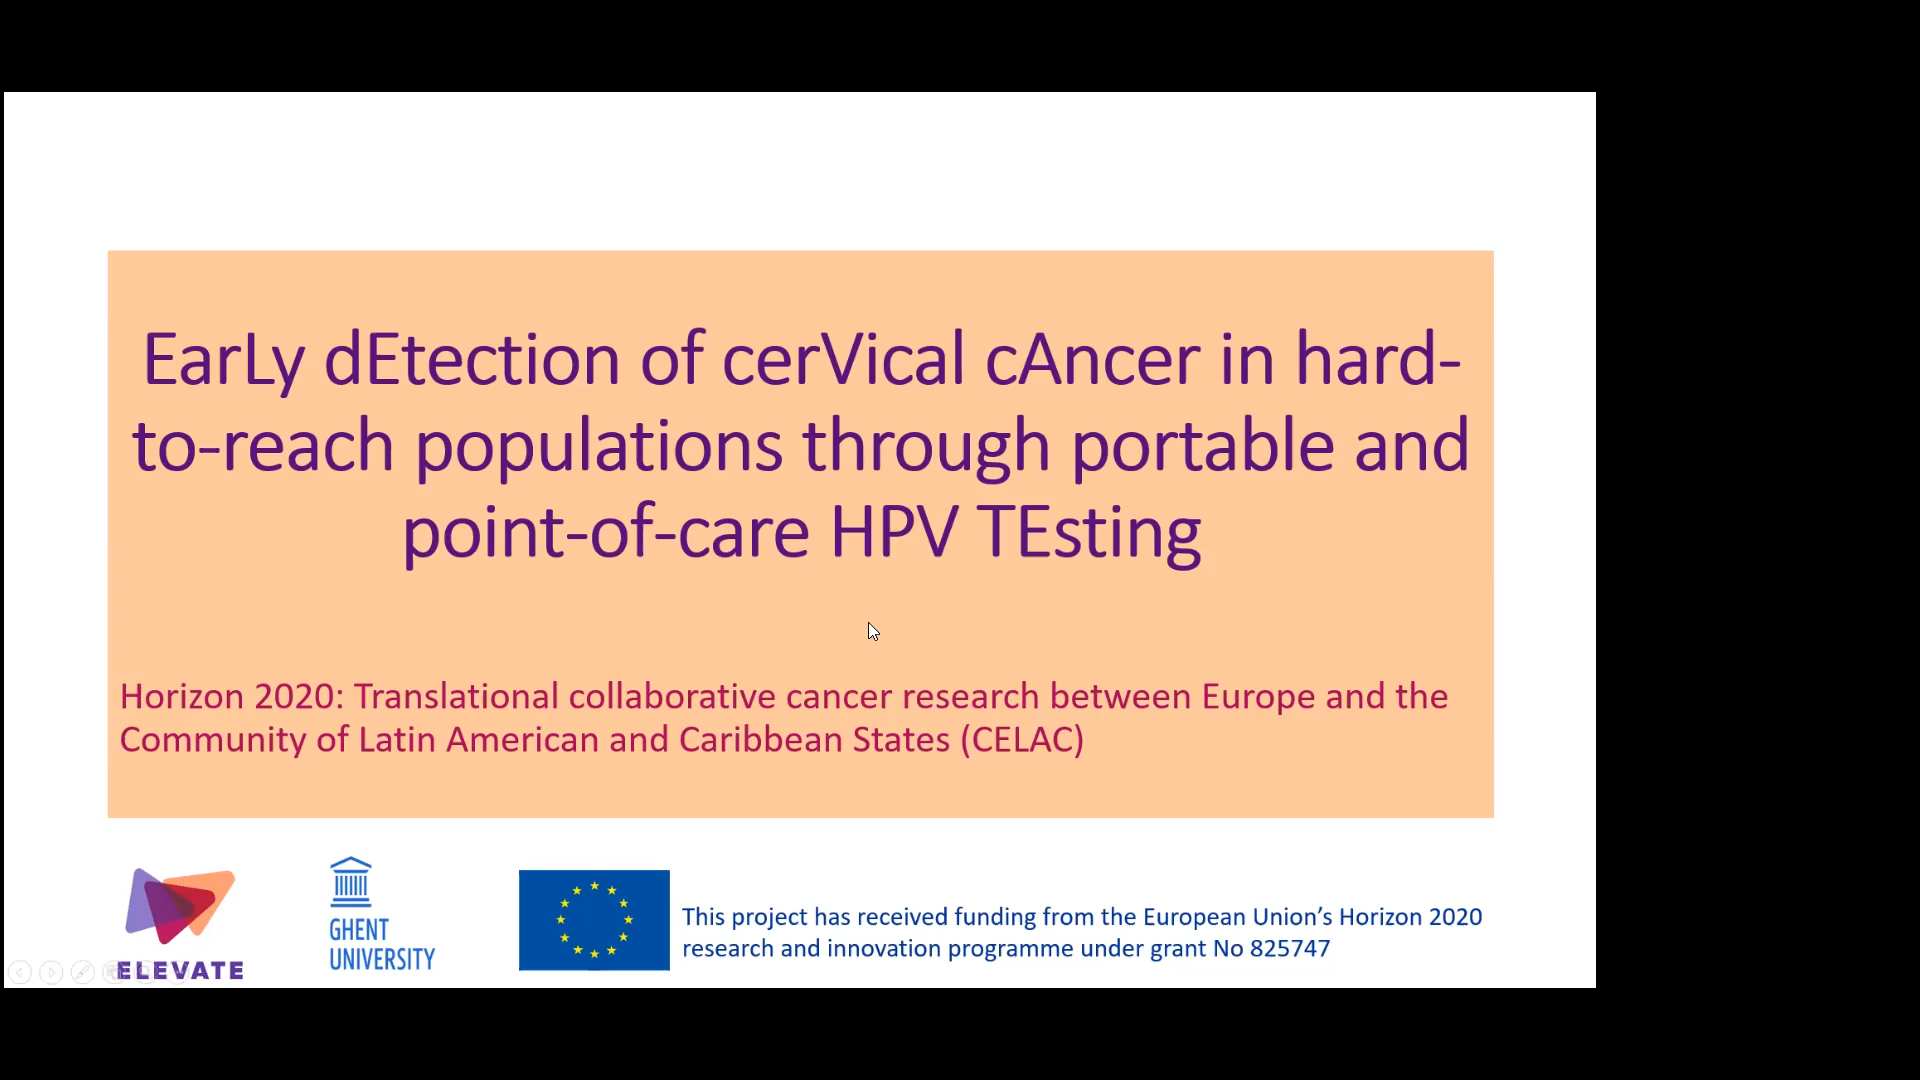 EarLy dEtection of cerVical cAncer in hard-
to-reach populations through portable and
point-of-care HPV TEsting
Horizon 2020: Translational collaborative cancer research between Europe and the
Community of Latin American and Caribbean States (CELAC)
ELEVATE
GHENT
UNIVERSITY
This project has received funding from the European Union’s Horizon 2020
research and innovation programme under grant No 825747